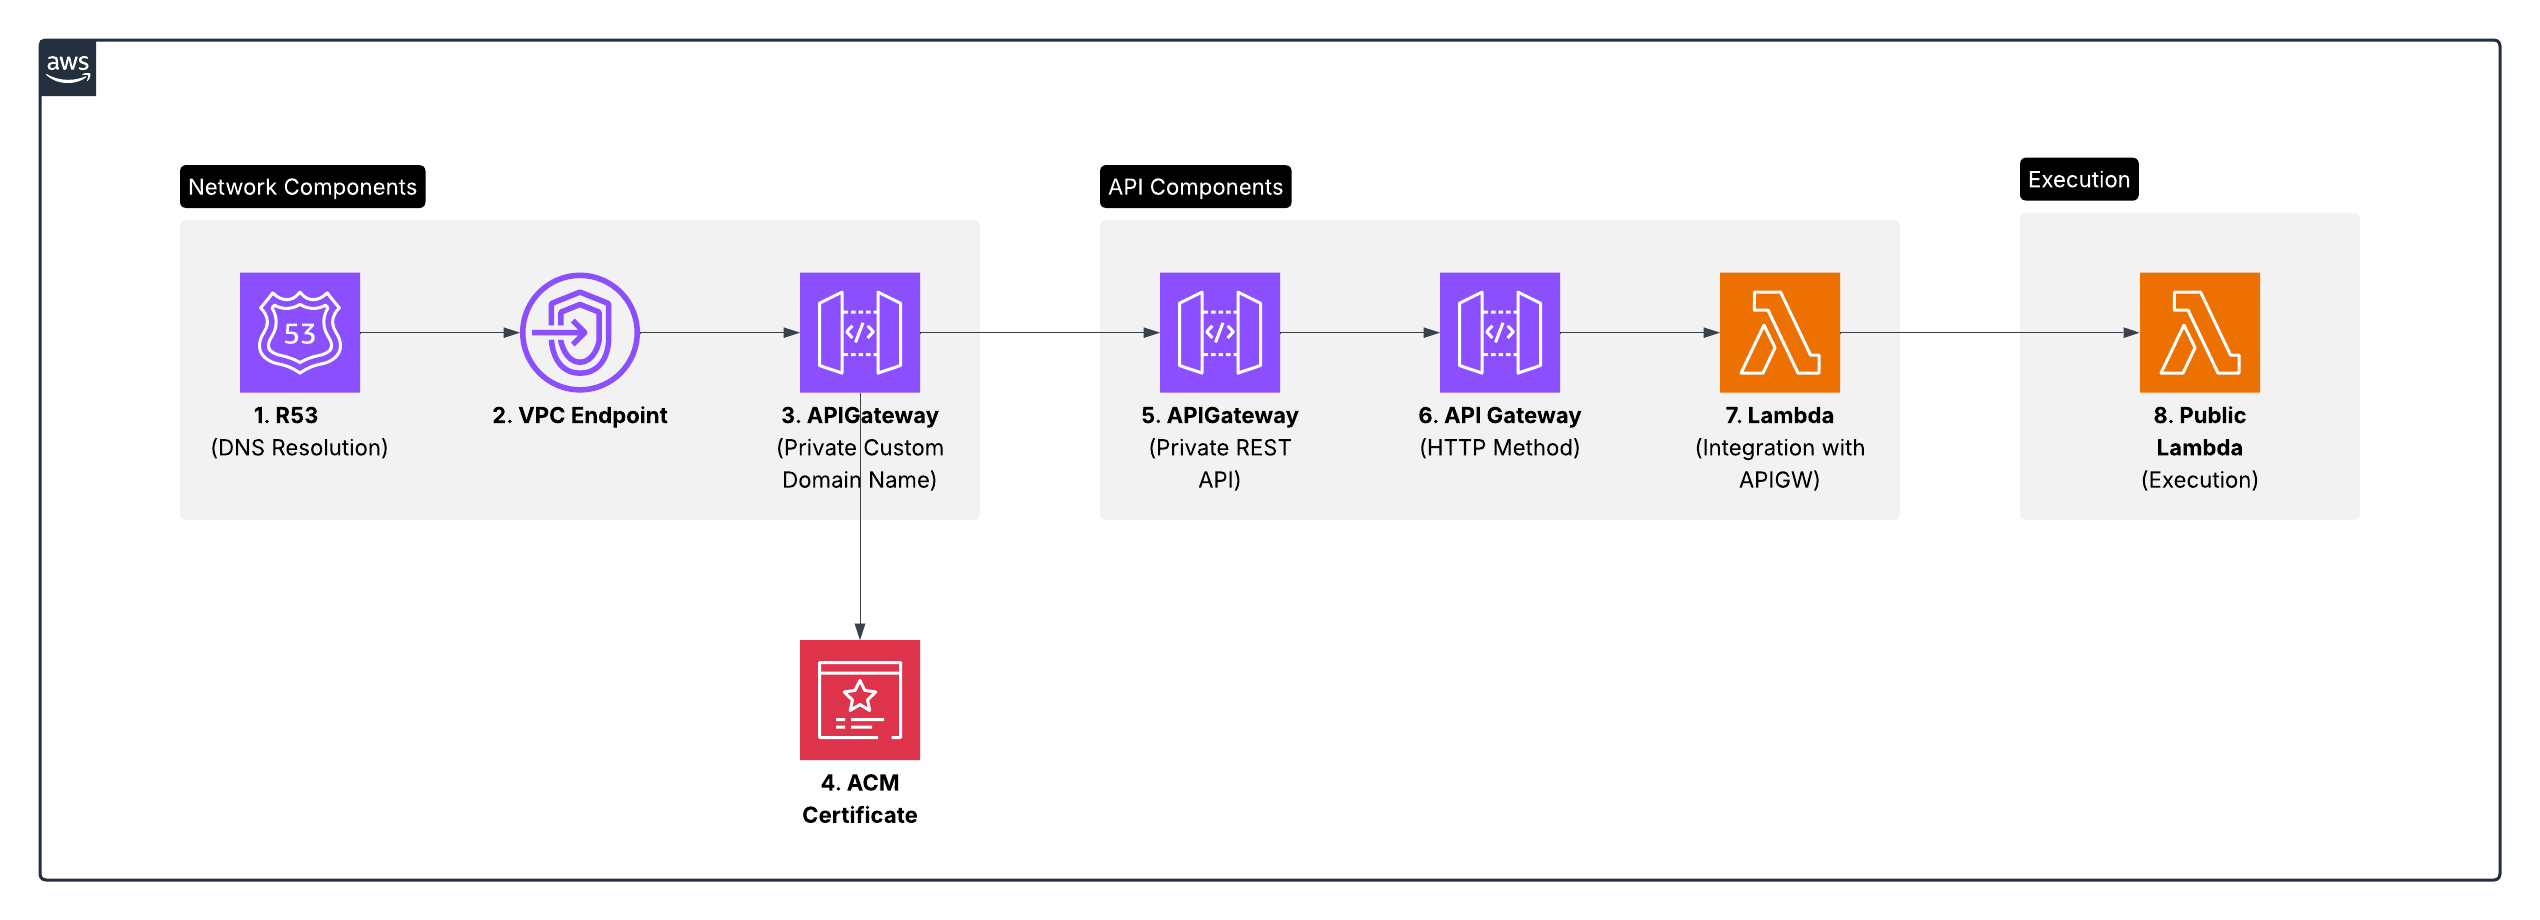 aws
Network Components
API Components
Execution
53
1. R53
(DNS Resolution)
2. VPC Endpoint
</>
3. APIGateway
(Private Custom
Domain Name)
</>
5. APIGateway
(Private REST
API)
</>
6. API Gateway
(HTTP Method)
7. Lambda
(Integration with
APIGW)
8. Public
Lambda
(Execution)
4. ACM
Certificate